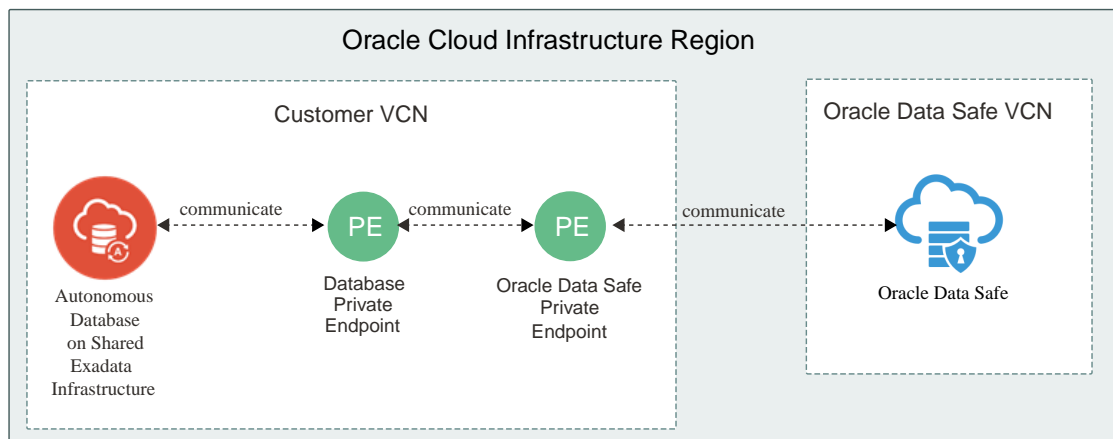 Oracle Cloud Infrastructure Region
Customer VCN
Oracle Data Safe VCN
communicate
communicate
communicate
PE
PE
A
Autonomous
Database
on Shared
Exadata
Infrastructure
Database
Private
Endpoint
Oracle Data Safe
Private
Endpoint
Oracle Data Safe